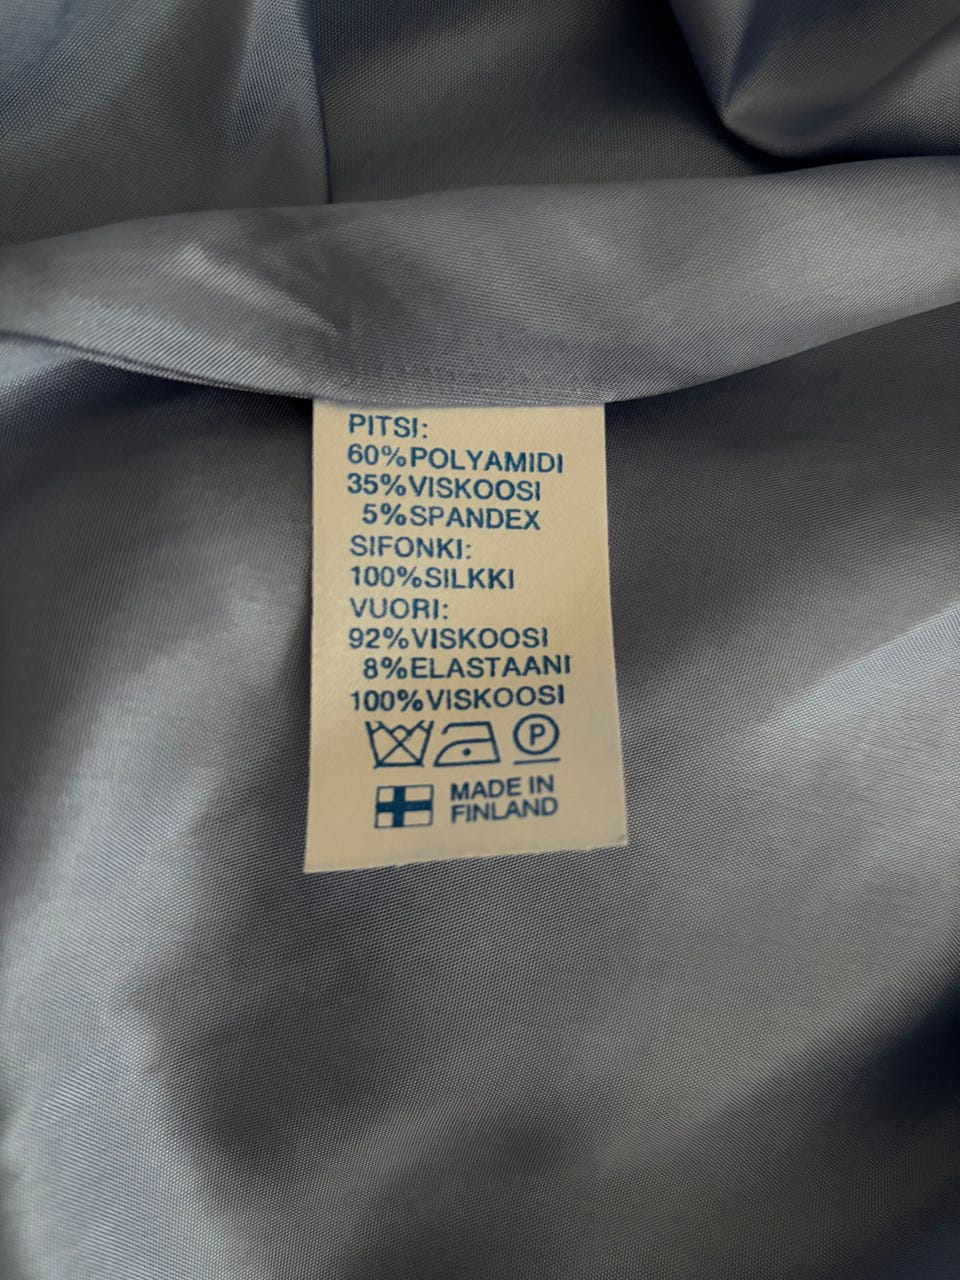 PITSI:
60%POLYAMIDI
35%VISKOOSI
5%SPANDEX
SIFONKI:
100%SILKKI
VUORI:
92%VISKOOSI
8%ELASTAANI
100%VISKOOSI
P
MADE IN
FINLAND